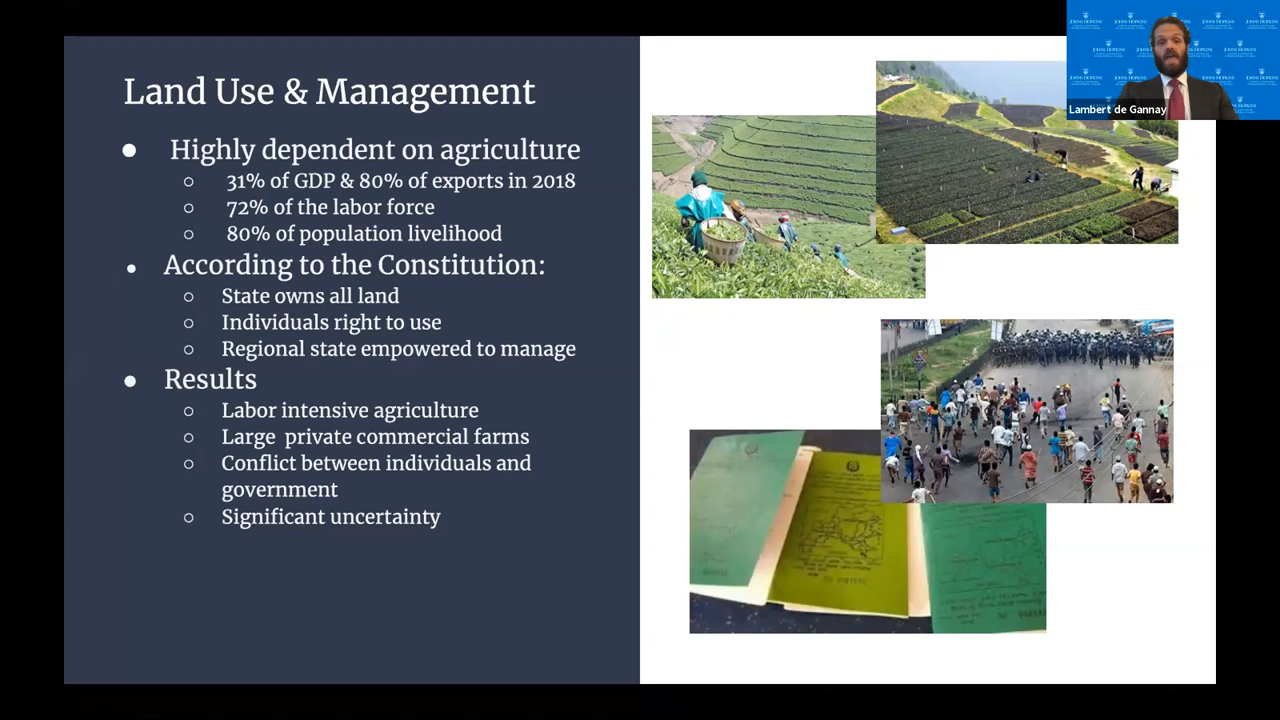 Land Use & Management
● Highly dependent on agriculture
○ 31% of GDP & 80% of exports in 2018
○ 72% of the labor force
○ 80% of population livelihood
● According to the Constitution:
○ State owns all land
○ Individuals right to use
○ Regional state empowered to manage
● Results
○ Labor intensive agriculture
○ Large private commercial farms
○ Conflict between individuals and
government
○ Significant uncertainty
JOHNS HOPKINS
Lambert de Gannay